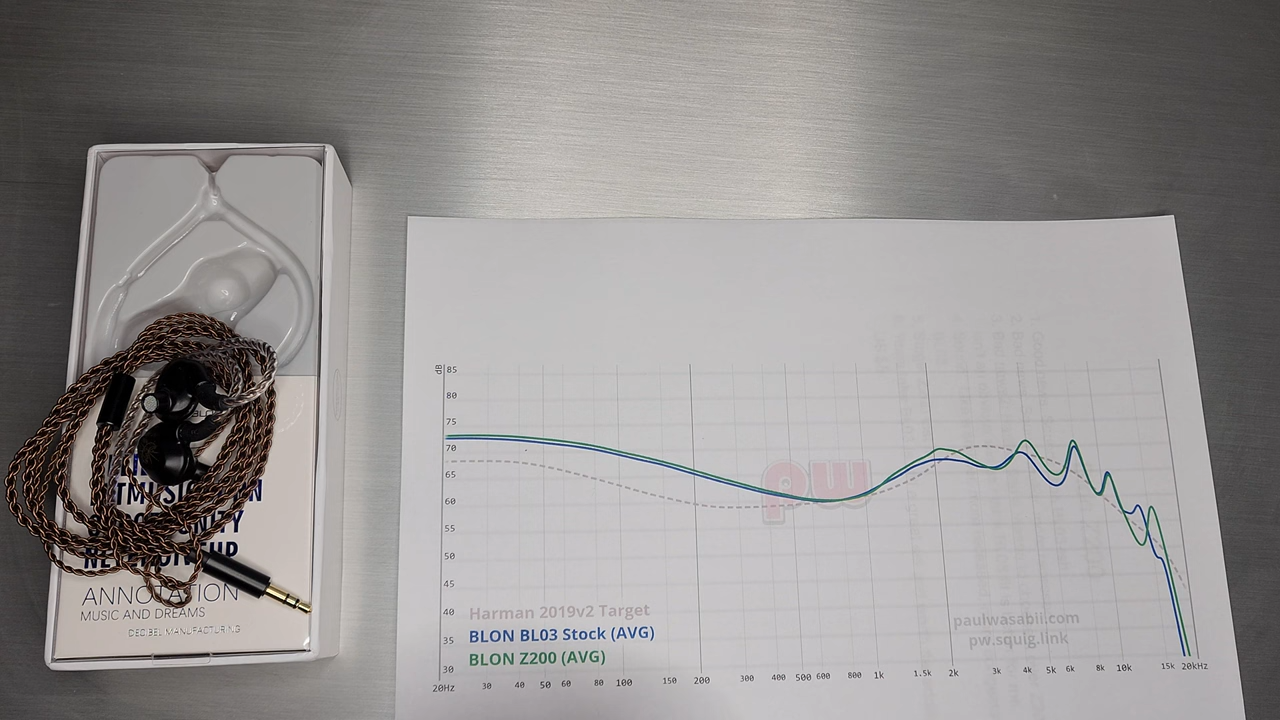 BLON
ANNOTATION
MUSIC AND DREAMS
DECIBEL MANUFACTURING
dB
85
80
75
70
65
60
55
50
45
40
35
30
pw
Harman 2019v2 Target
BLON BL03 Stock (AVG)
BLON Z200 (AVG)
paulwasabii.com
pw.squig.link
20Hz 30 40 50 60 80 100 150 200 300 400 500 600 800 1k 1.5k 2k 3k 4k 5k 6k 8k 10k 15k 20kHz